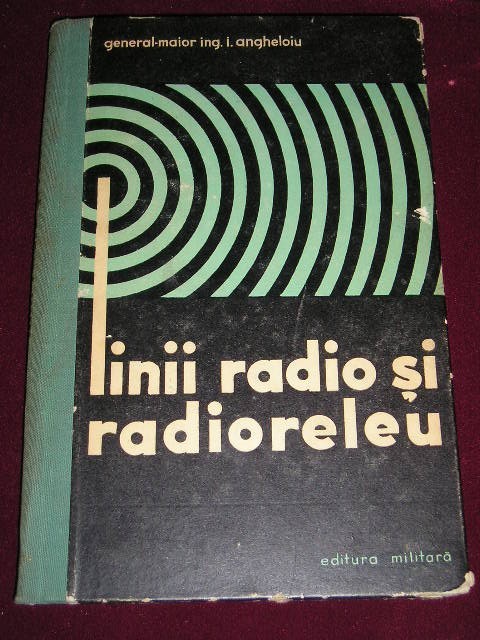 general-maior ing. i. angheloiu
linii radio și
radioreleu
editura militară